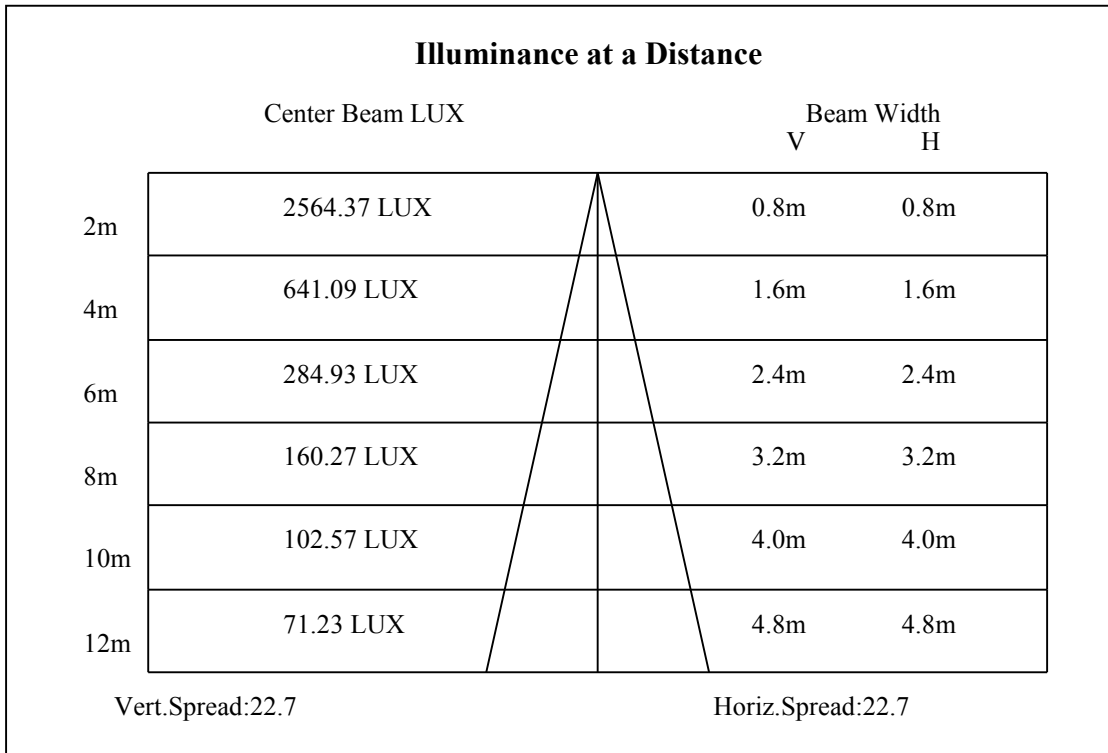 Illuminance at a Distance
Center Beam LUX Beam Width
V H
2m 2564.37 LUX 0.8m 0.8m
4m 641.09 LUX 1.6m 1.6m
6m 284.93 LUX 2.4m 2.4m
8m 160.27 LUX 3.2m 3.2m
10m 102.57 LUX 4.0m 4.0m
12m 71.23 LUX 4.8m 4.8m
Vert.Spread:22.7 Horiz.Spread:22.7